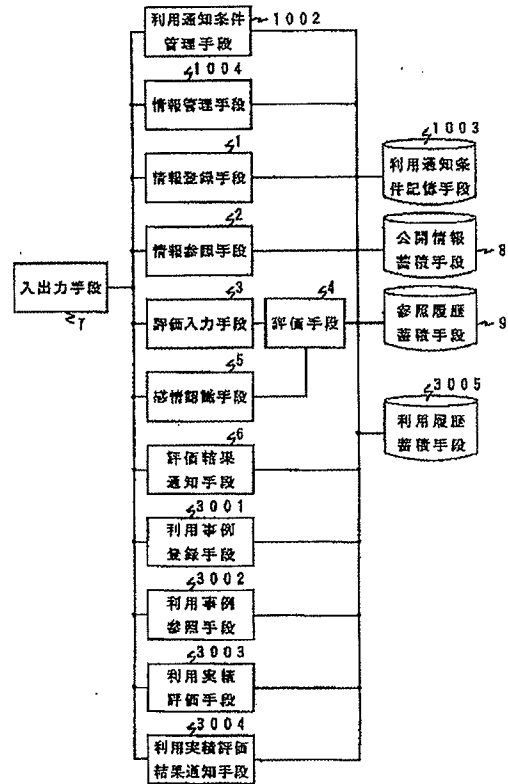 利用通知条件
管理手段
1002
1004
情報管理手段
1
情報登録手段
1003
利用通知条
件記憶手段
2
情報参照手段
公開情報
蓄積手段
8
入出力手段
7
3
評価入力手段
4
評価手段
参照履歴
蓄積手段
9
5
感情認識手段
3005
利用履歴
蓄積手段
6
評価結果
通知手段
3001
利用事例
登録手段
3002
利用事例
参照手段
3003
利用実績
評価手段
3004
利用実績評価
結果通知手段